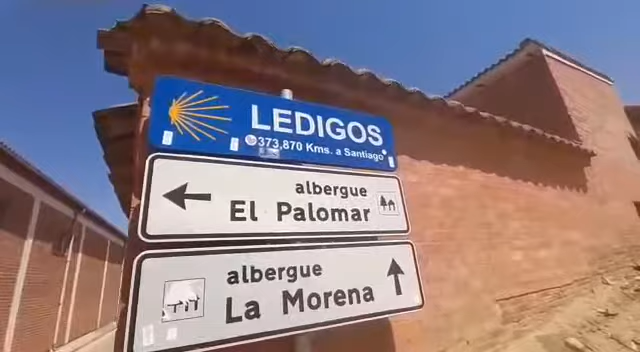 LEDIGOS
373,870 Kms. a Santiago
albergue
El Palomar
albergue
La Morena